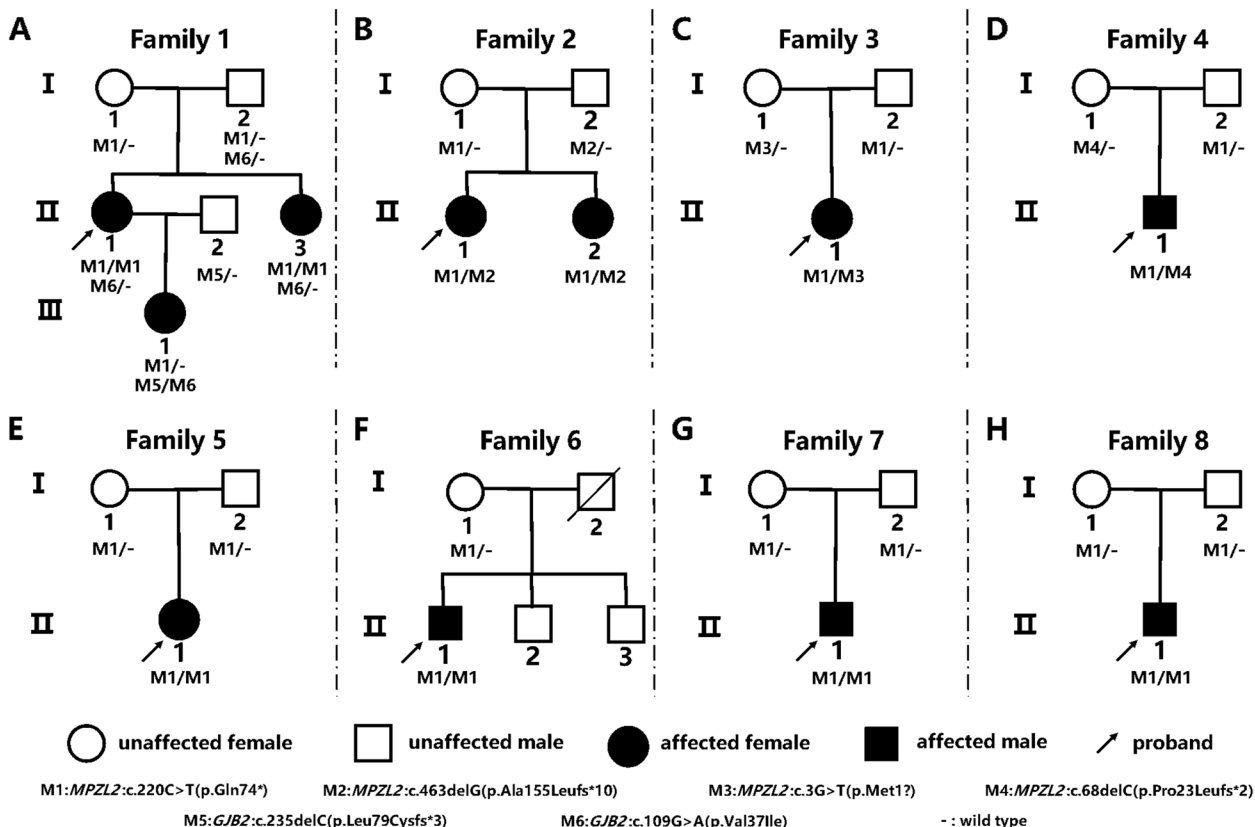 A Family 1 B Family 2 C Family 3 D Family 4
I I I I
1 2 1 2 1 2 1 2
M1/- M1/- M1/- M2/- M3/- M1/- M4/- M1/-
M6/-
II II II II
1 2 3 1 2 1 1
M1/M1 M5/- M1/M1 M1/M2 M1/M2 M1/M3 M1/M4
M6/- M6/-
III
1
M1/-
M5/M6
E Family 5 F Family 6 G Family 7 H Family 8
I I I I
1 2 1 2 1 2 1 2
M1/- M1/- M1/- M1/- M1/- M1/- M1/-
II II II II
1 1 2 3 1 1
M1/M1 M1/M1 M1/M1 M1/M1
unaffected female unaffected male affected female affected male proband
M1:MPZL2:c.220C>T(p.Gln74*) M2:MPZL2:c.463delG(p.Ala155Leufs*10) M3:MPZL2:c.3G>T(p.Met1?) M4:MPZL2:c.68delC(p.Pro23Leufs*2)
M5:GJB2:c.235delC(p.Leu79Cysfs*3) M6:GJB2:c.109G>A(p.Val37Ile) - : wild type